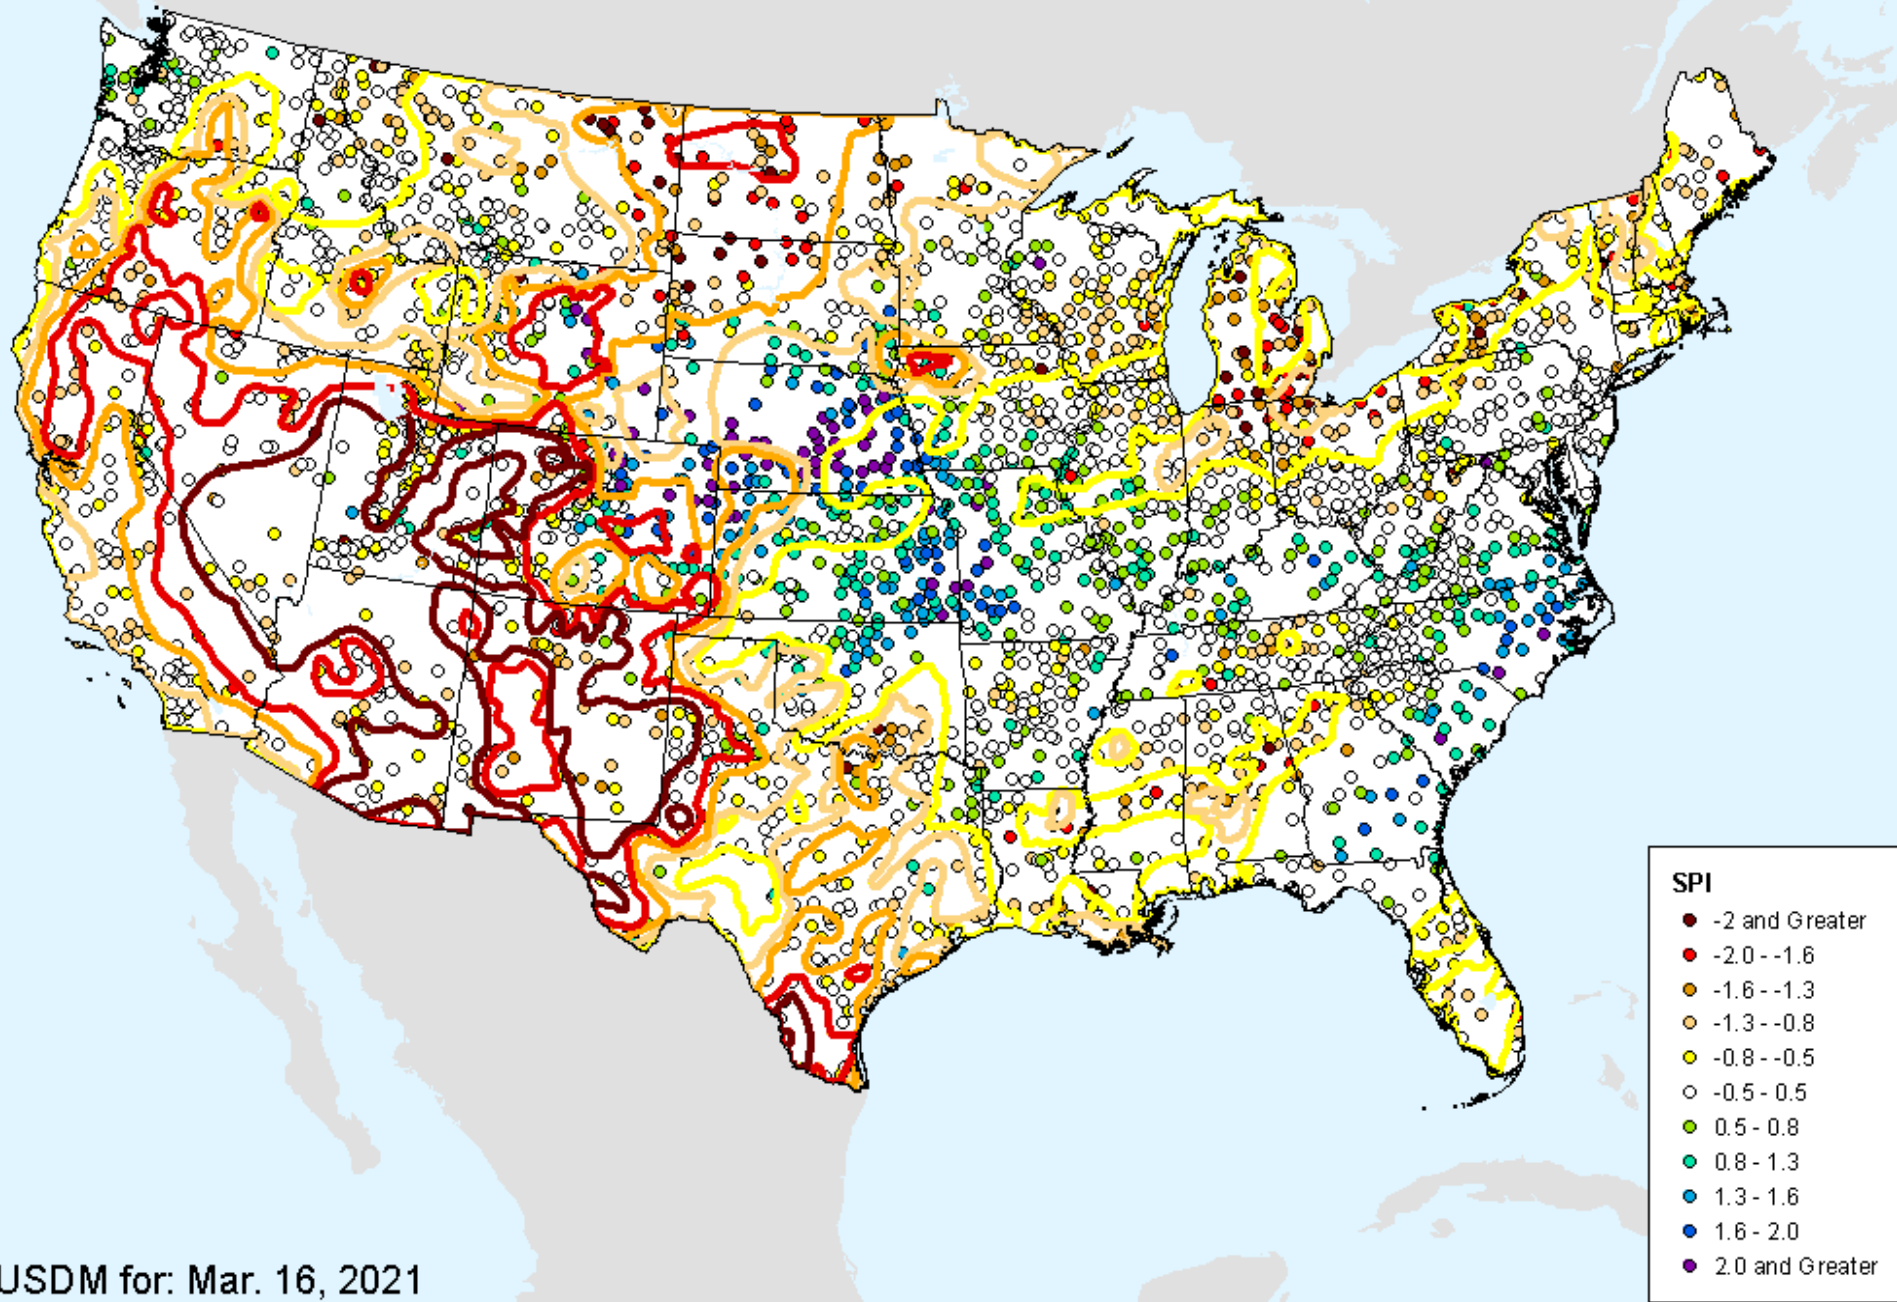 SPI
-2 and Greater
-2.0 - -1.6
-1.6 - -1.3
-1.3 - -0.8
-0.8 - -0.5
-0.5 - 0.5
0.5 - 0.8
0.8 - 1.3
1.3 - 1.6
1.6 - 2.0
2.0 and Greater
USDM for: Mar. 16, 2021